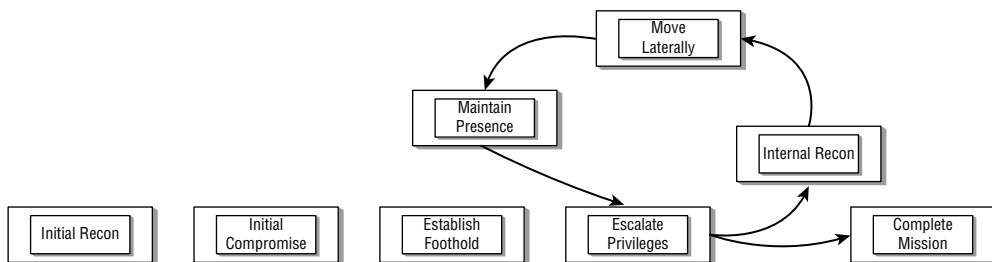 Move
Laterally
Maintain
Presence
Internal Recon
Initial Recon
Initial
Compromise
Establish
Foothold
Escalate
Privileges
Complete
Mission